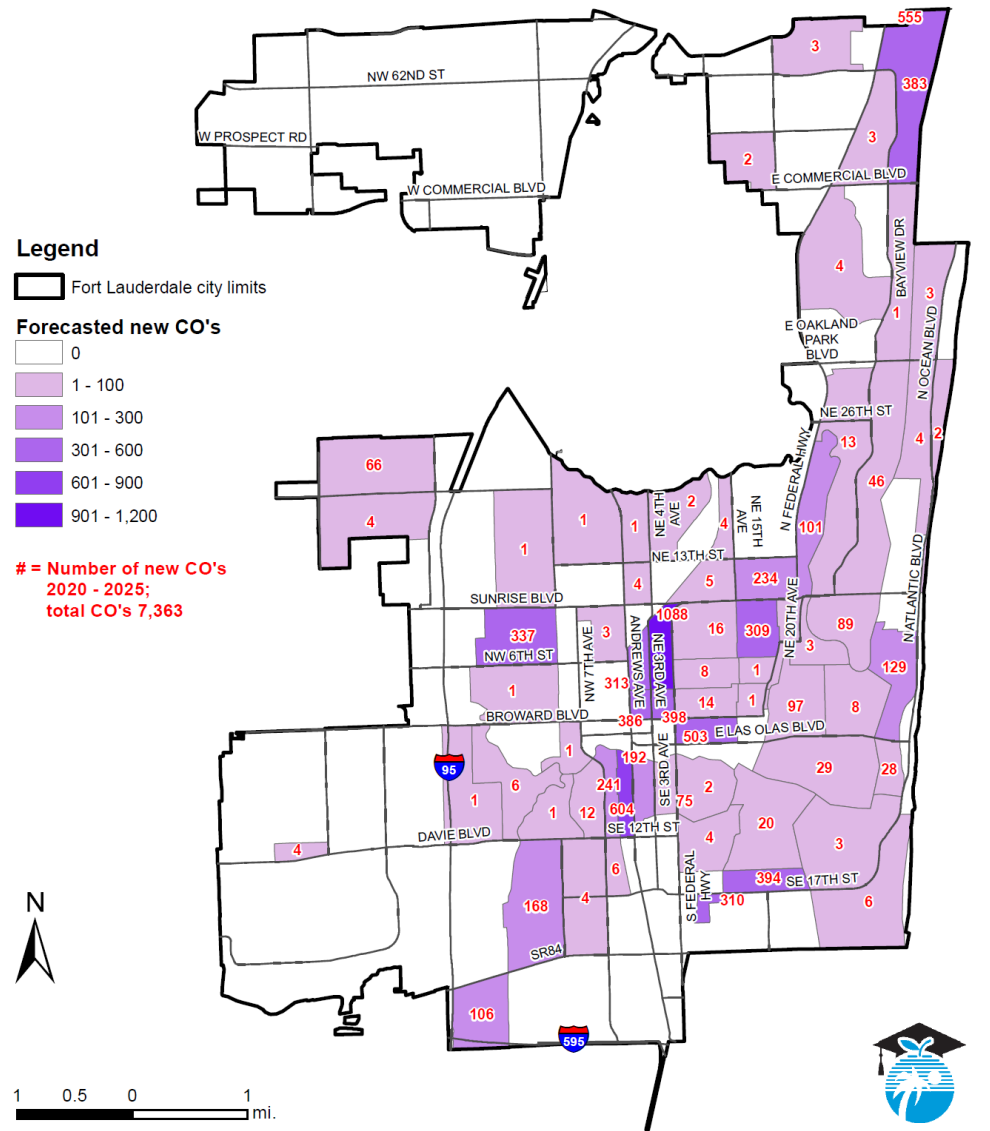 555
3
383
NW 62ND ST
3
W PROSPECT RD
2
E COMMERCIAL BLVD
W COMMERCIAL BLVD
Legend
Fort Lauderdale city limits
Forecasted new CO's
0
1 - 100
101 - 300
301 - 600
601 - 900
901 - 1,200
# = Number of new CO's
2020 - 2025;
total CO's 7,363
BAYVIEW DR
4
3
1
E OAKLAND
PARK
BLVD
N OCEAN BLVD
NE 26TH ST
13
4
2
N FEDERAL HWY
46
66
4
1
1
NE 4TH
AVE
2
4
NE 15TH
AVE
101
1
NE 13TH ST
4
5
234
N ATLANTIC BLVD
SUNRISE BLVD
1088
337
3
16
309
NE 20TH AVE
3
89
129
NW 6TH ST
NW 7TH AVE
ANDREWS AVE
NE 3RD AVE
8
1
1
313
14
1
97
8
BROWARD BLVD
386
398
503
E LAS OLAS BLVD
1
192
SE 3RD AVE
95
6
241
2
29
28
1
1
12
604
75
20
SE 12TH ST
DAVIE BLVD
4
3
4
6
394
SE 17TH ST
S FEDERAL
HWY
310
6
168
4
SR84
N
106
595
1
0.5
0
1
mi.